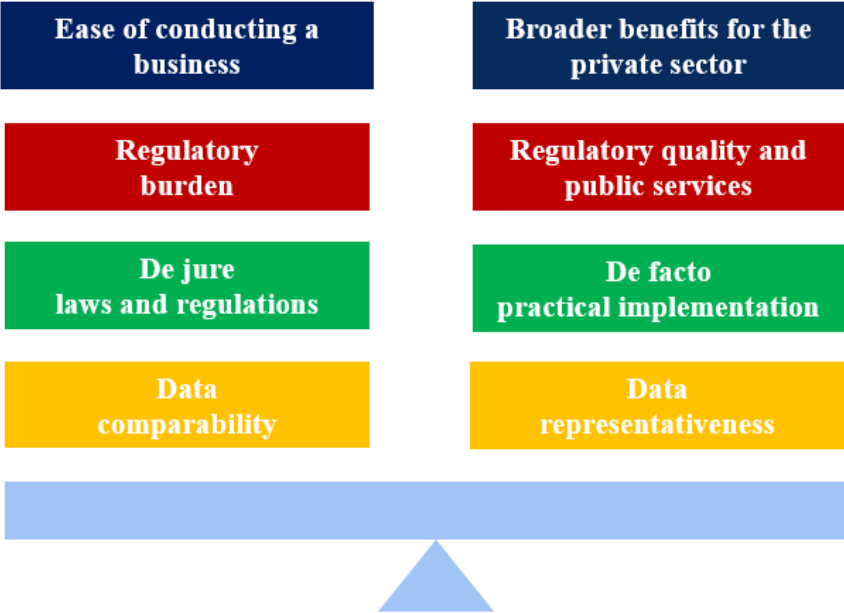 Ease of conducting a
business
Broader benefits for the
private sector
Regulatory
burden
Regulatory quality and
public services
De jure
laws and regulations
De facto
practical implementation
Data
comparability
Data
representativeness